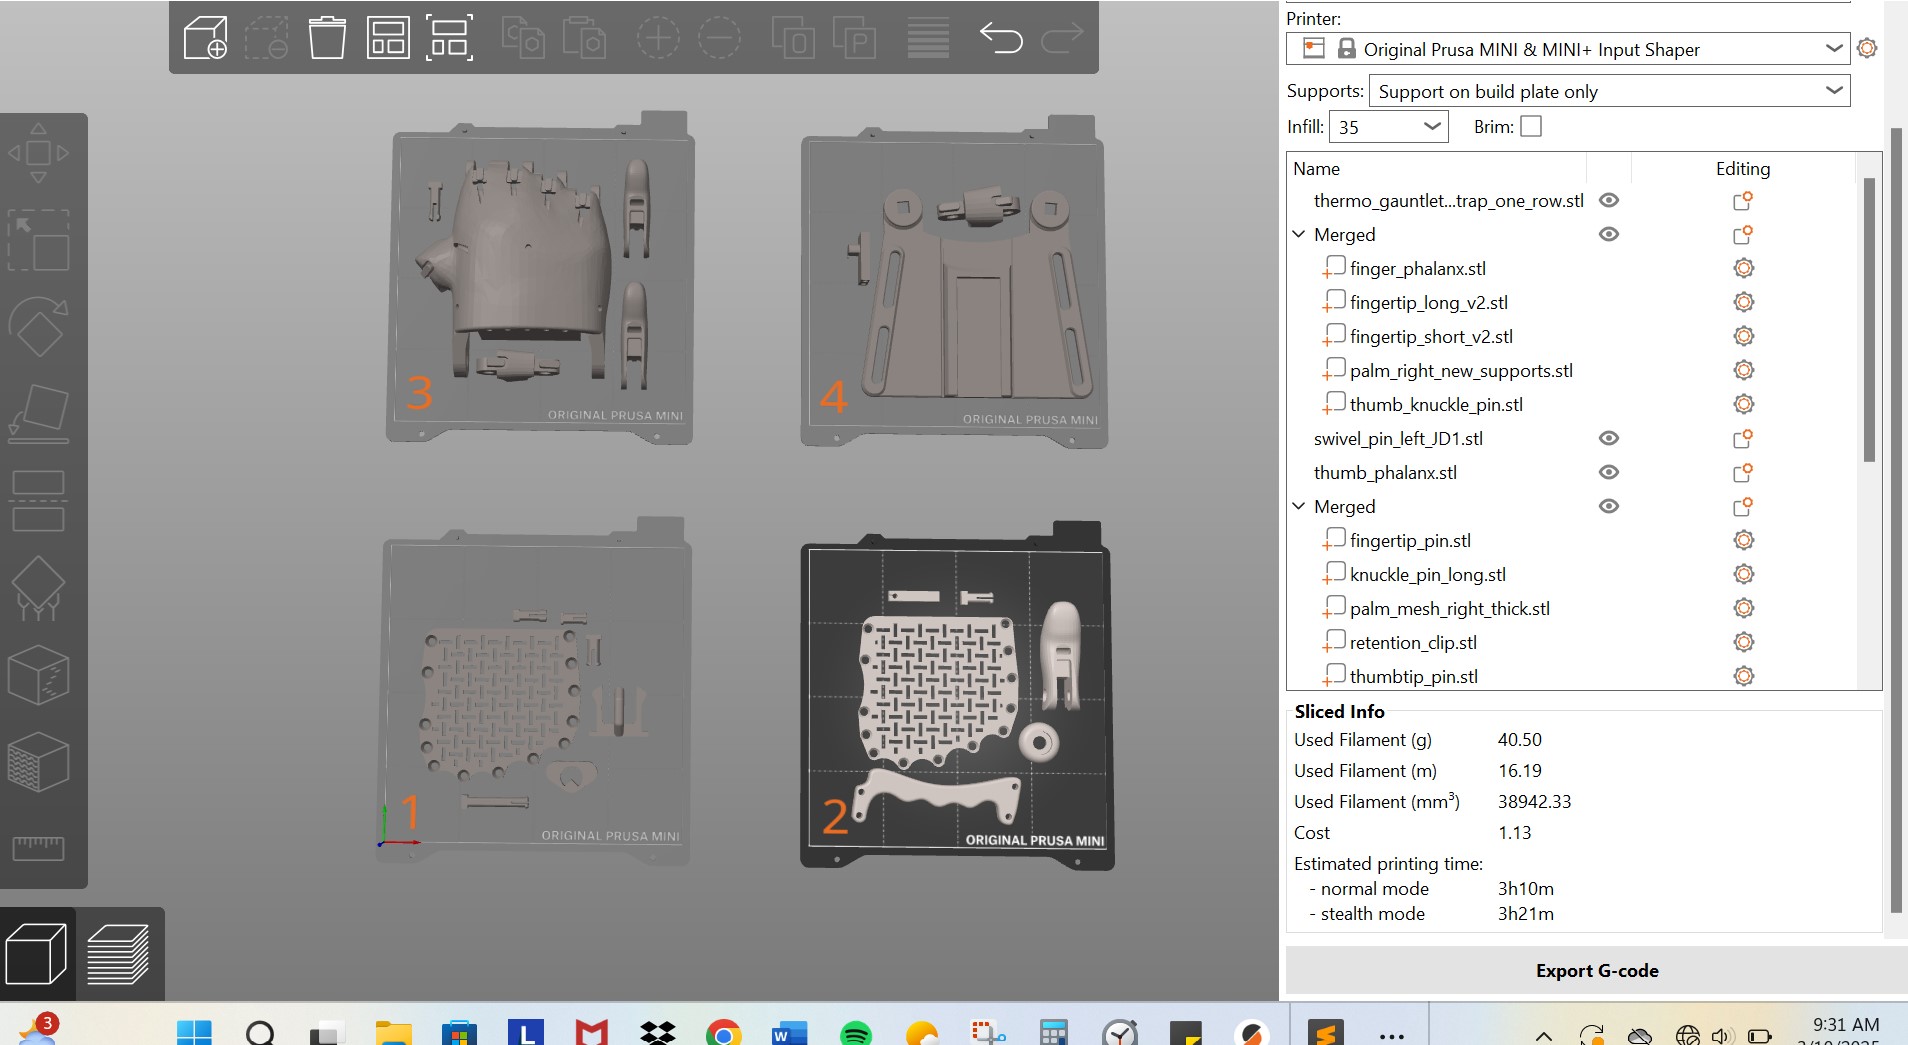 Printer:
Original Prusa MINI & MINI+ Input Shaper
Supports: Support on build plate only
Infill: 35 Brim:
Name Editing
thermo_gauntlet...trap_one_row.stl
Merged
finger_phalanx.stl
fingertip_long_v2.stl
fingertip_short_v2.stl
palm_right_new_supports.stl
thumb_knuckle_pin.stl
swivel_pin_left_JD1.stl
thumb_phalanx.stl
Merged
fingertip_pin.stl
knuckle_pin_long.stl
palm_mesh_right_thick.stl
retention_clip.stl
thumbtip_pin.stl
Sliced Info
Used Filament (g) 40.50
Used Filament (m) 16.19
Used Filament (mm³) 38942.33
Cost 1.13
Estimated printing time:
- normal mode 3h10m
- stealth mode 3h21m
Export G-code
O
P
3
ORIGINAL PRUSA MINI
4
ORIGINAL PRUSA MINI
1
ORIGINAL PRUSA MINI
2
ORIGINAL PRUSA MINI
3
L
W
9:31 AM